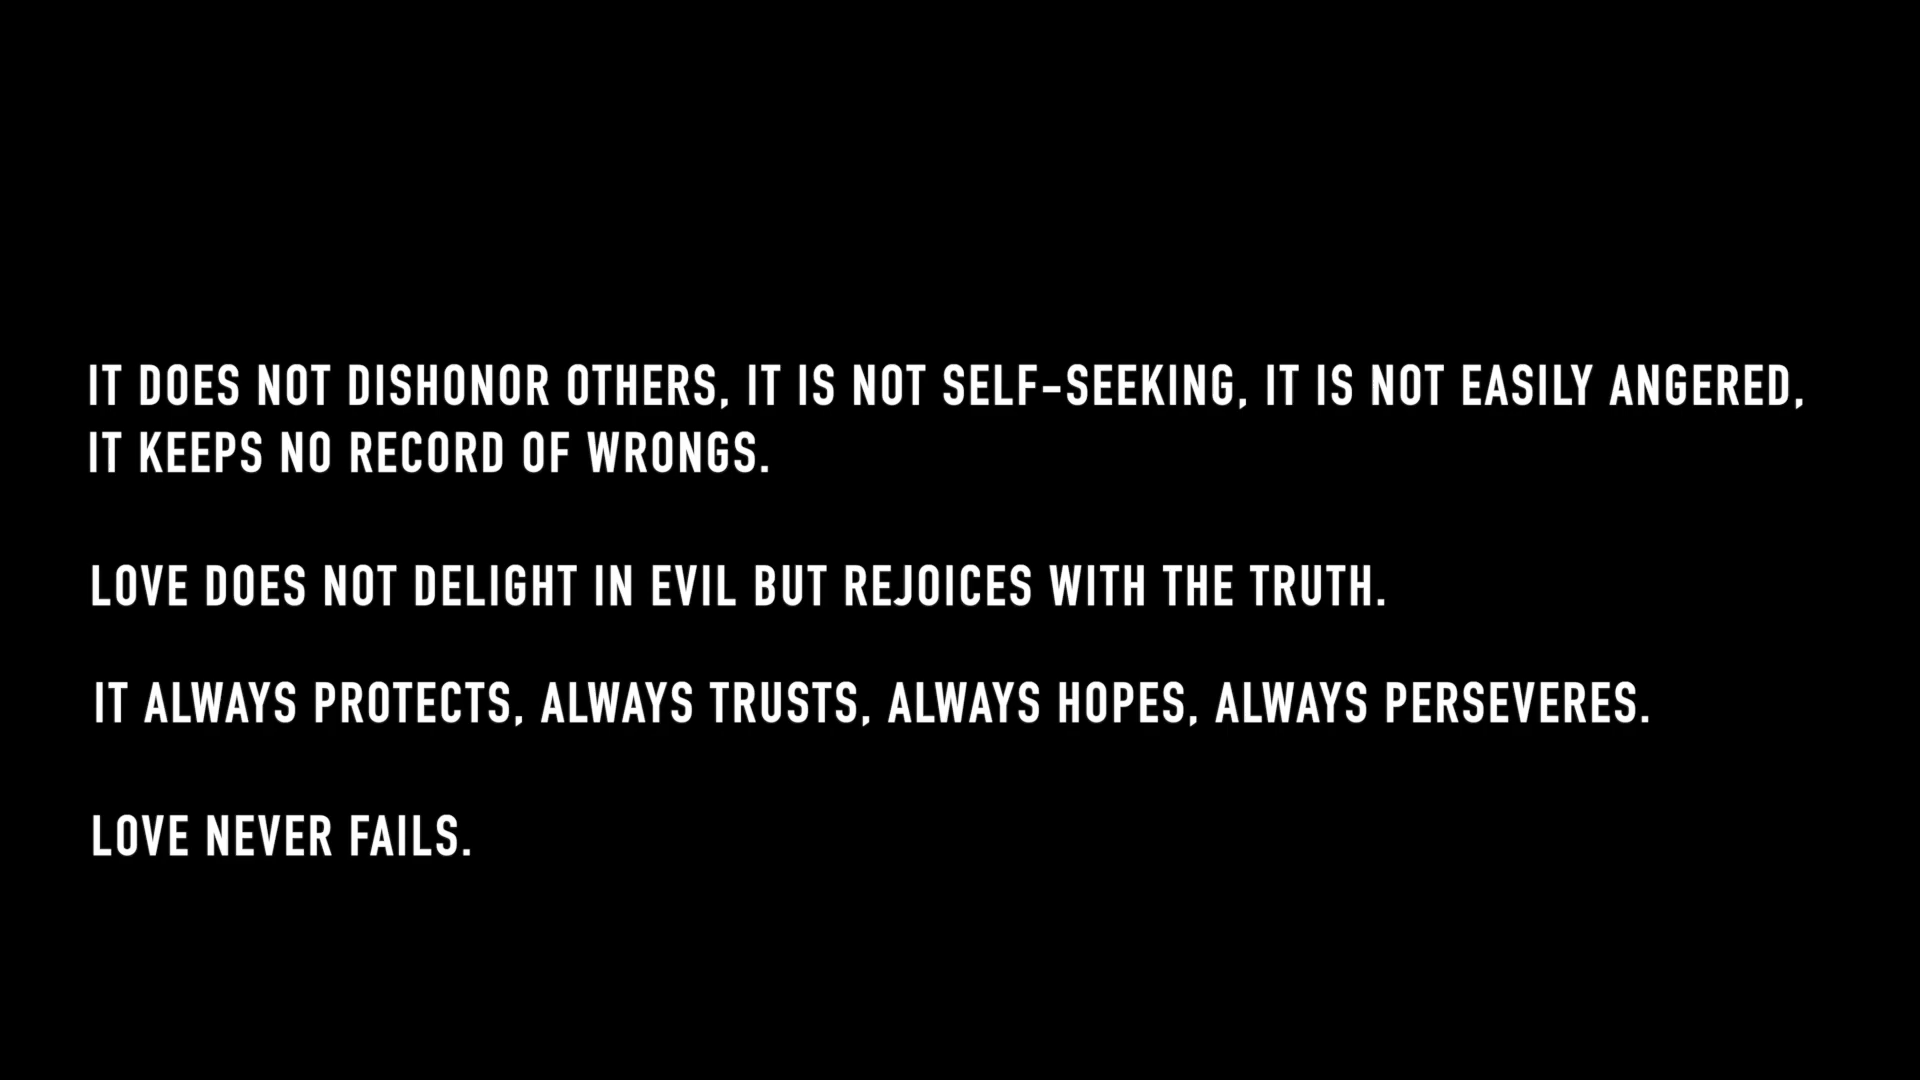 IT DOES NOT DISHONOR OTHERS, IT IS NOT SELF-SEEKING, IT IS NOT EASILY ANGERED,
IT KEEPS NO RECORD OF WRONGS.
LOVE DOES NOT DELIGHT IN EVIL BUT REJOICES WITH THE TRUTH.
IT ALWAYS PROTECTS, ALWAYS TRUSTS, ALWAYS HOPES, ALWAYS PERSEVERES.
LOVE NEVER FAILS.